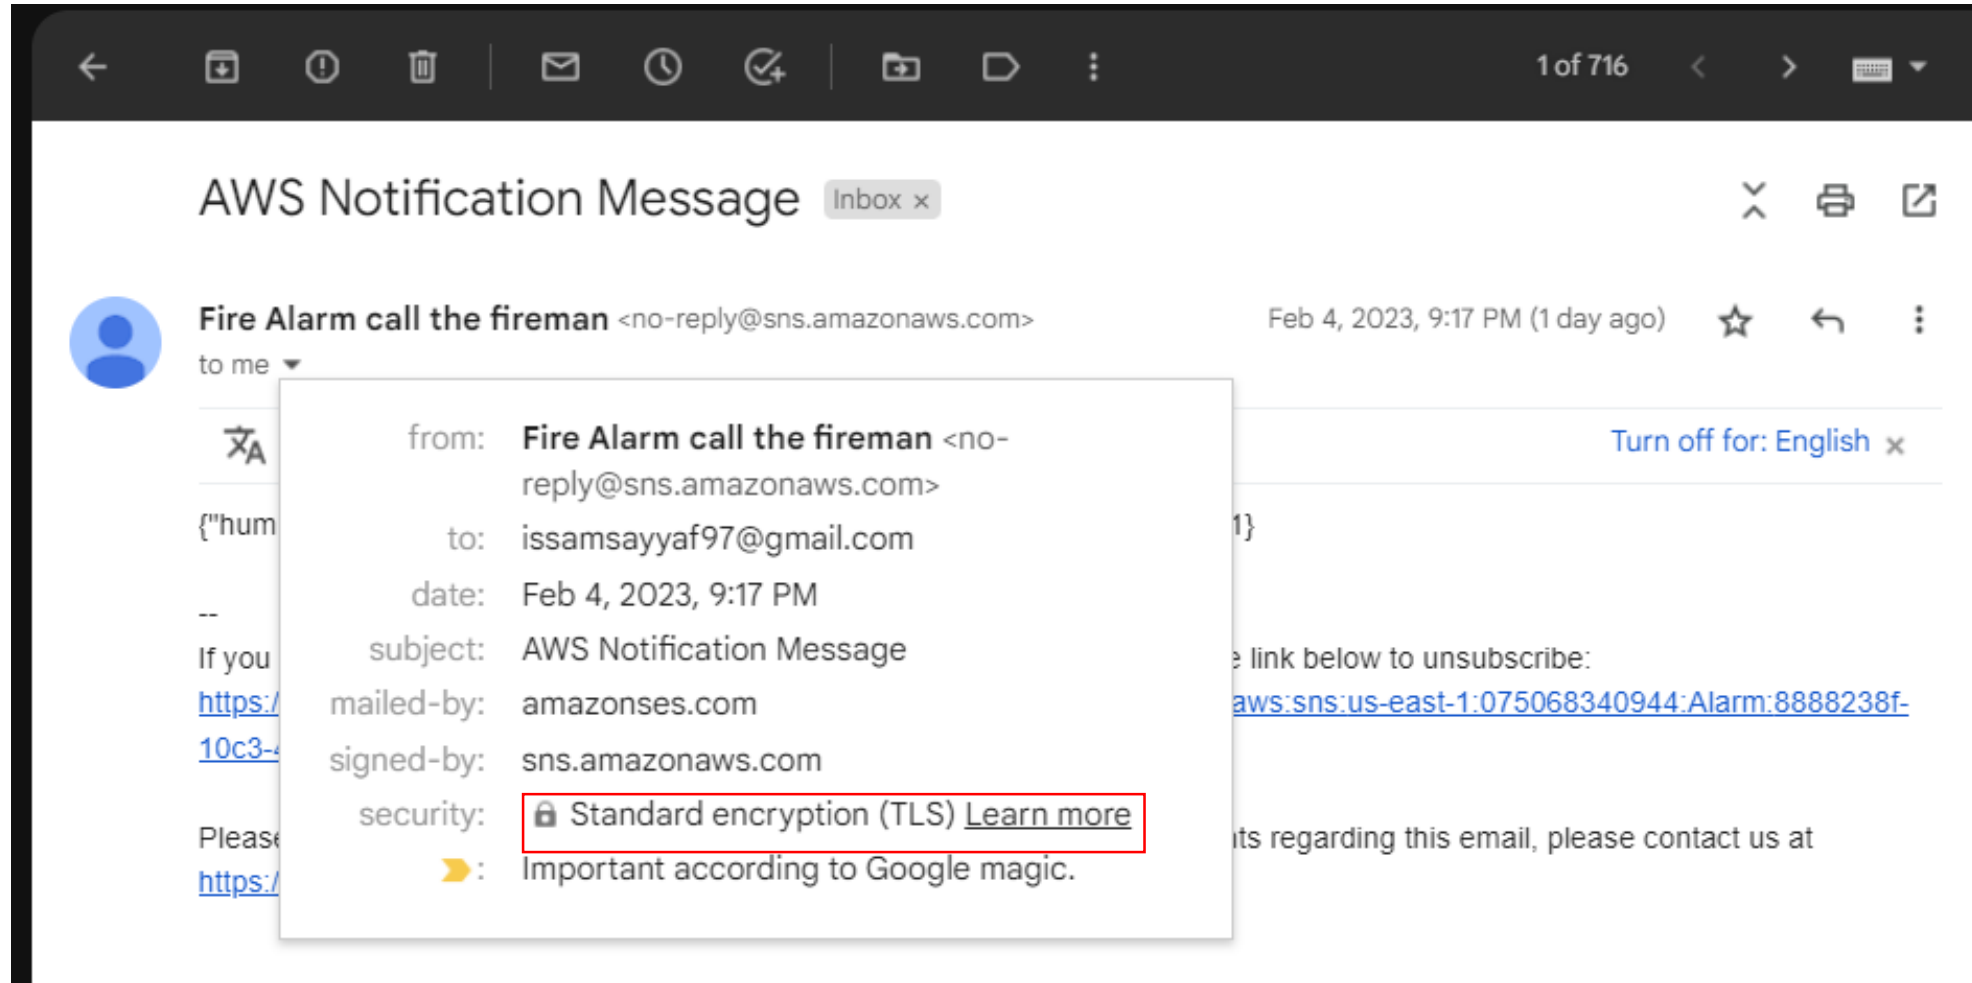 1 of 716
AWS Notification Message Inbox ×
Fire Alarm call the fireman <no-reply@sns.amazonaws.com> Feb 4, 2023, 9:17 PM (1 day ago)
to me
from: Fire Alarm call the fireman <no-
reply@sns.amazonaws.com>
Turn off for: English ×
{"hum 1}
to: issamsayyaf97@gmail.com
date: Feb 4, 2023, 9:17 PM
--
subject: AWS Notification Message
If you link below to unsubscribe:
mailed-by: amazonses.com
https:/ aws:sns:us-east-1:075068340944:Alarm:8888238f-
10c3-
signed-by: sns.amazonaws.com
security: Standard encryption (TLS) Learn more
Please regarding this email, please contact us at
: Important according to Google magic.
https:/